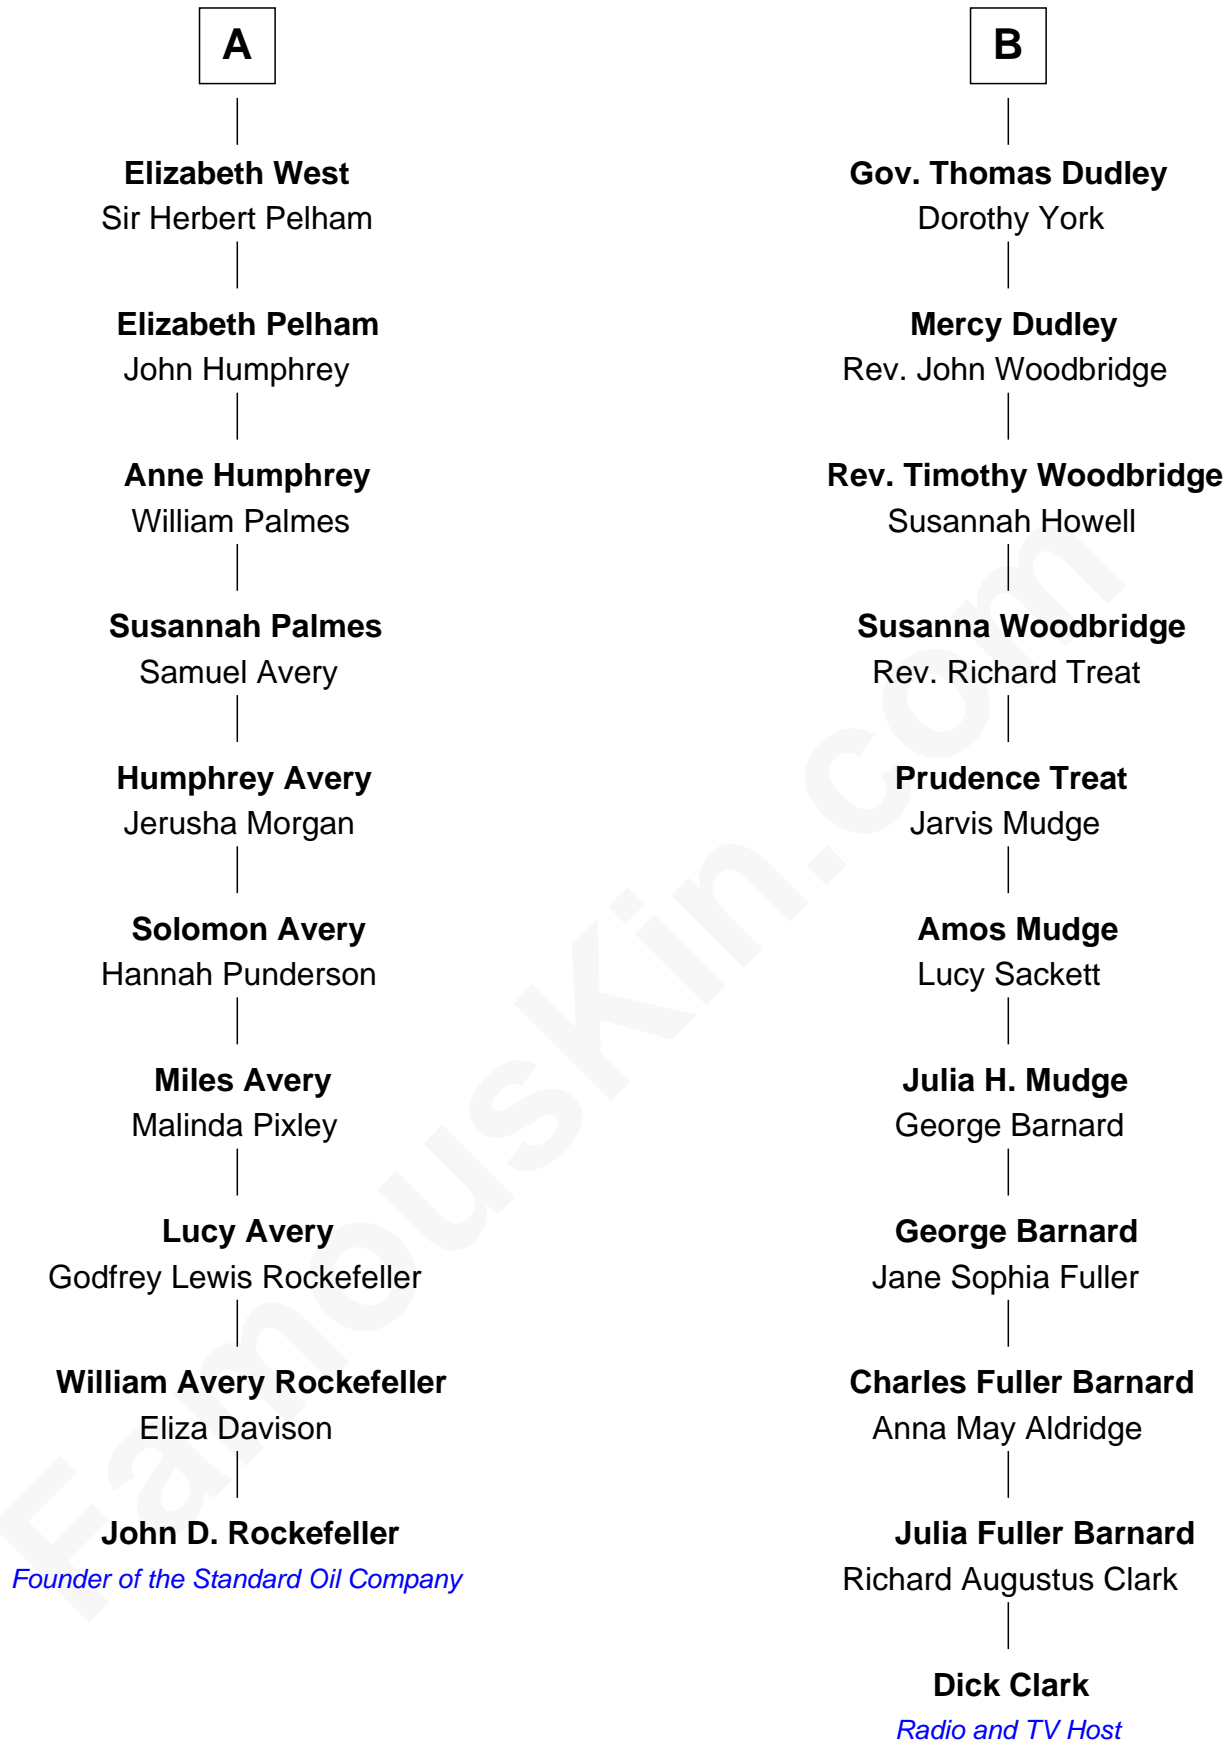 A
Elizabeth West
Sir Herbert Pelham
Elizabeth Pelham
John Humphrey
Anne Humphrey
William Palmes
Susannah Palmes
Samuel Avery
Humphrey Avery
Jerusha Morgan
Solomon Avery
Hannah Punderson
Miles Avery
Malinda Pixley
Lucy Avery
Godfrey Lewis Rockefeller
William Avery Rockefeller
Eliza Davison
John D. Rockefeller
Founder of the Standard Oil Company
B
Gov. Thomas Dudley
Dorothy York
Mercy Dudley
Rev. John Woodbridge
Rev. Timothy Woodbridge
Susannah Howell
Susanna Woodbridge
Rev. Richard Treat
Prudence Treat
Jarvis Mudge
Amos Mudge
Lucy Sackett
Julia H. Mudge
George Barnard
George Barnard
Jane Sophia Fuller
Charles Fuller Barnard
Anna May Aldridge
Julia Fuller Barnard
Richard Augustus Clark
Dick Clark
Radio and TV Host
FamousKin.com